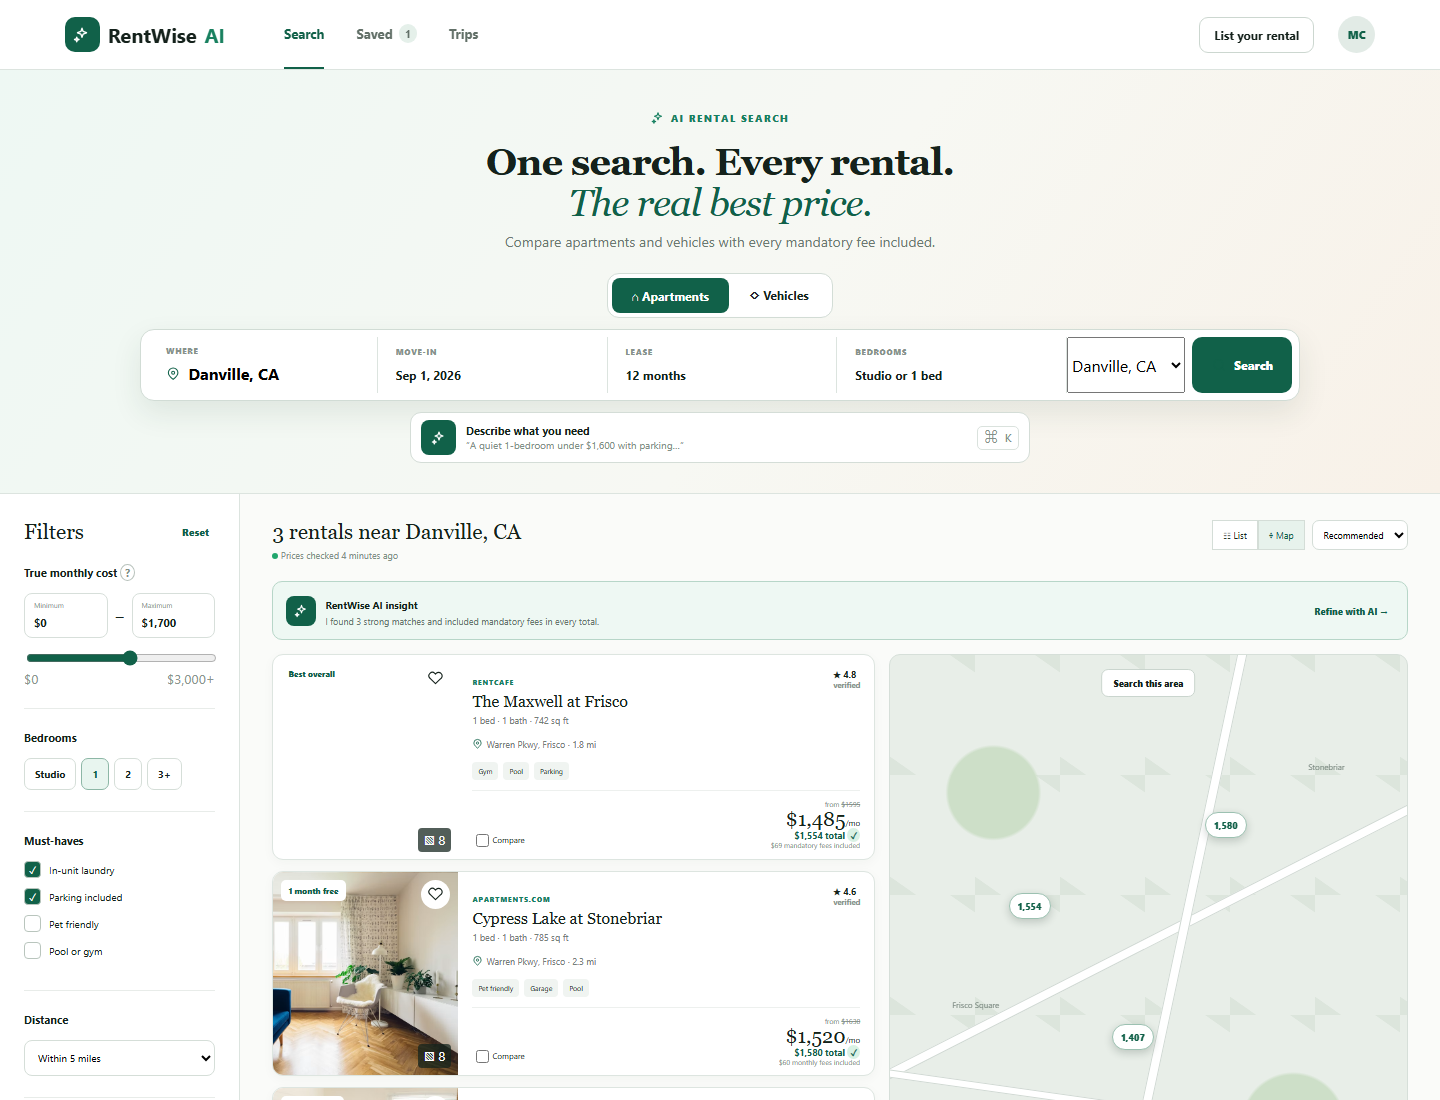 RentWise AI
Search
Saved 1
Trips
List your rental
MC
AI RENTAL SEARCH
One search. Every rental.
The real best price.
Compare apartments and vehicles with every mandatory fee included.
Apartments
Vehicles
WHERE
Danville, CA
MOVE-IN
Sep 1, 2026
LEASE
12 months
BEDROOMS
Studio or 1 bed
Danville, CA
Search
Describe what you need
"A quiet 1-bedroom under $1,600 with parking..."
⌘ K
Filters
Reset
True monthly cost ?
Minimum
$0
–
Maximum
$1,700
$0
$3,000+
Bedrooms
Studio
1
2
3+
Must-haves
In-unit laundry
Parking included
Pet friendly
Pool or gym
Distance
Within 5 miles
3 rentals near Danville, CA
Prices checked 4 minutes ago
List
Map
Recommended
RentWise AI insight
I found 3 strong matches and included mandatory fees in every total.
Refine with AI →
Best overall
8
RENTCAFE
★ 4.8
verified
The Maxwell at Frisco
1 bed · 1 bath · 742 sq ft
Warren Pkwy, Frisco · 1.8 mi
Gym
Pool
Parking
Compare
from $1595
$1,485/mo
$1,554 total ✓
$69 mandatory fees included
1 month free
8
APARTMENTS.COM
★ 4.6
verified
Cypress Lake at Stonebriar
1 bed · 1 bath · 785 sq ft
Warren Pkwy, Frisco · 2.3 mi
Pet friendly
Garage
Pool
Compare
from $1630
$1,520/mo
$1,580 total ✓
$60 monthly fees included
Search this area
Stonebriar
1,580
1,554
Frisco Square
1,407